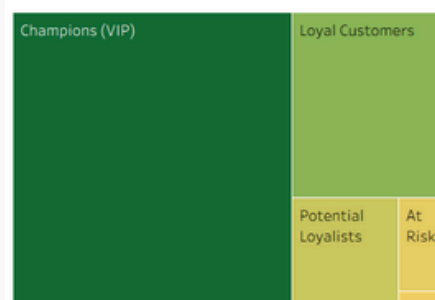 Champions (VIP)
Loyal Customers
Potential
Loyalists
At
Risk